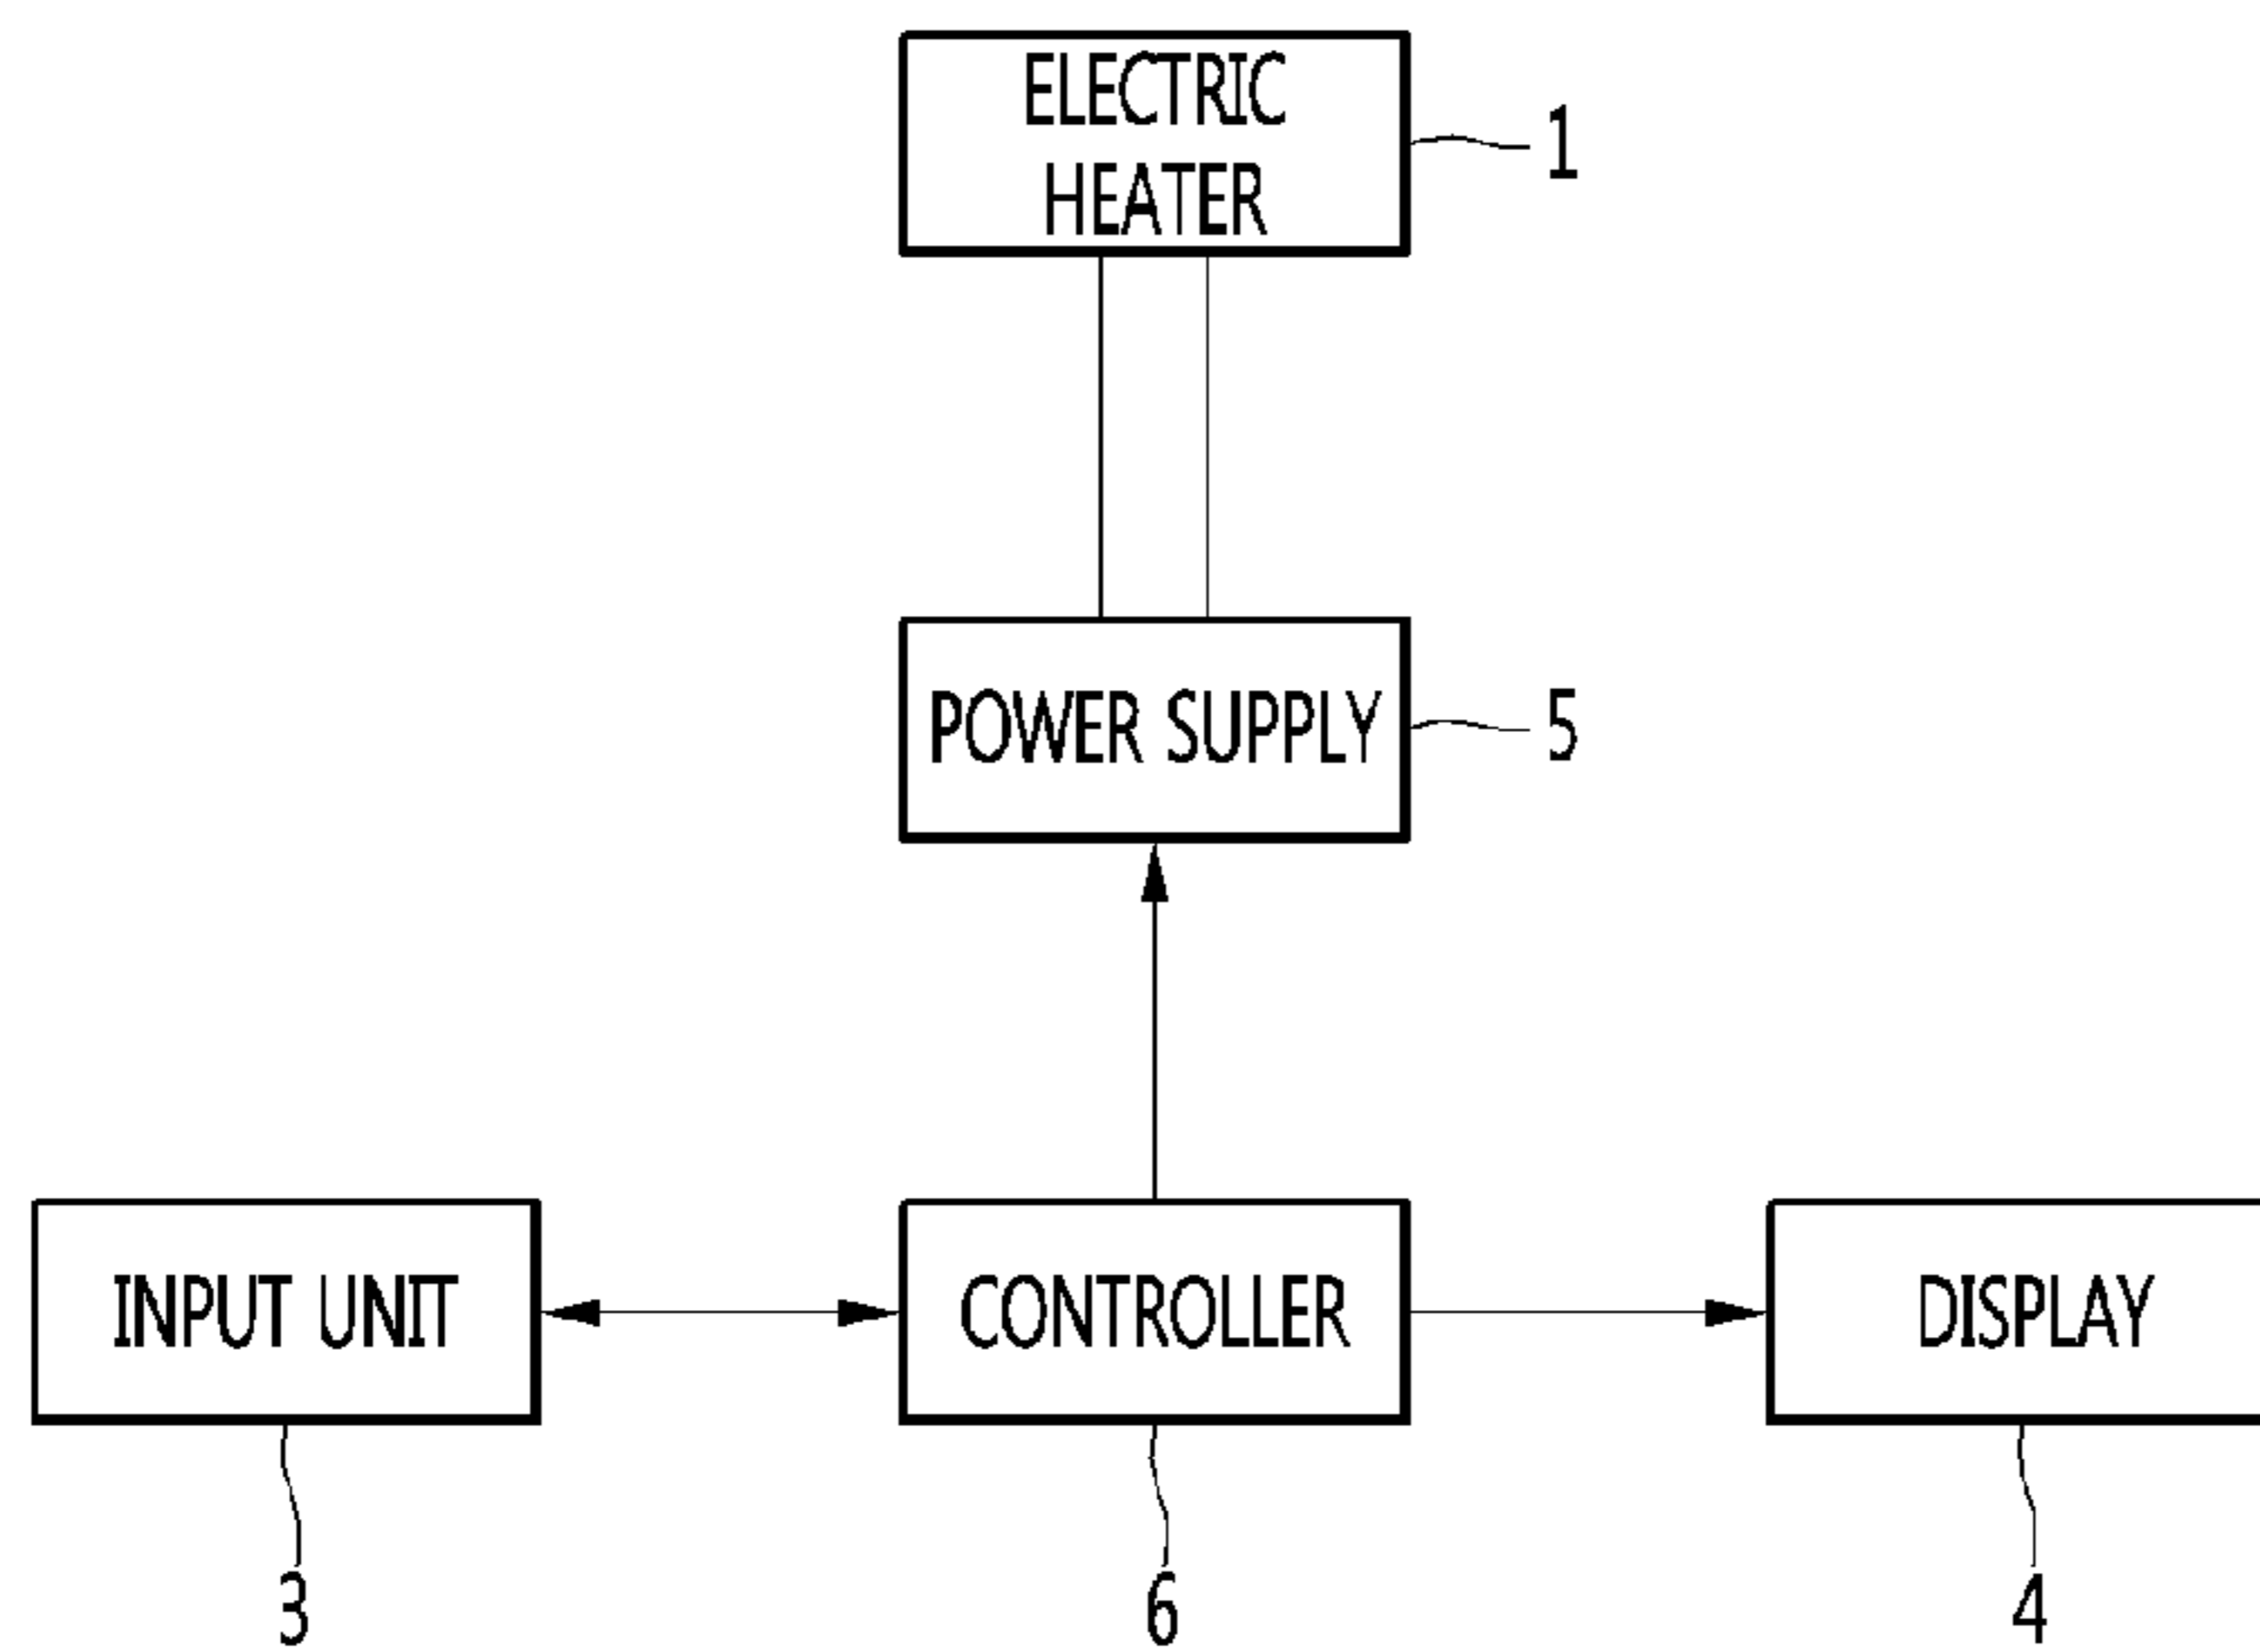 ELECTRIC
HEATER
1
POWER SUPPLY
5
INPUT UNIT
CONTROLLER
DISPLAY
3
6
4